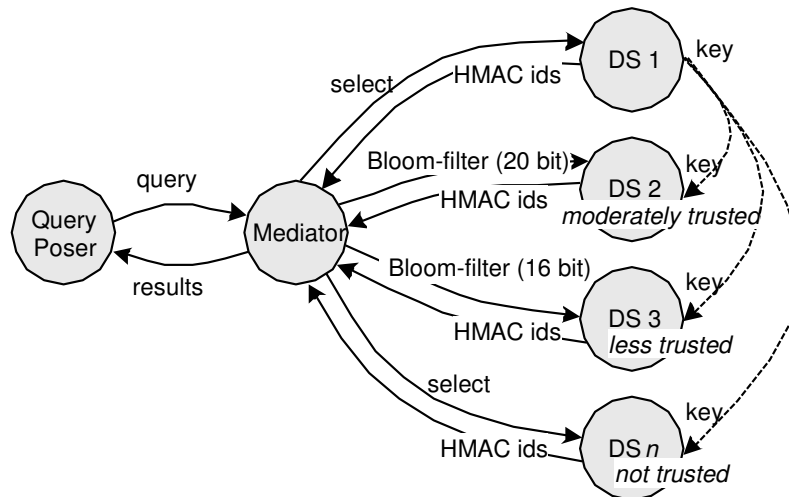 DS 1
key
select
HMAC ids
Bloom-filter (20 bit)
key
DS 2
HMAC ids
moderately trusted
query
Query
Poser
Mediator
results
Bloom-filter (16 bit)
key
DS 3
HMAC ids
less trusted
select
key
HMAC ids
DS n
not trusted